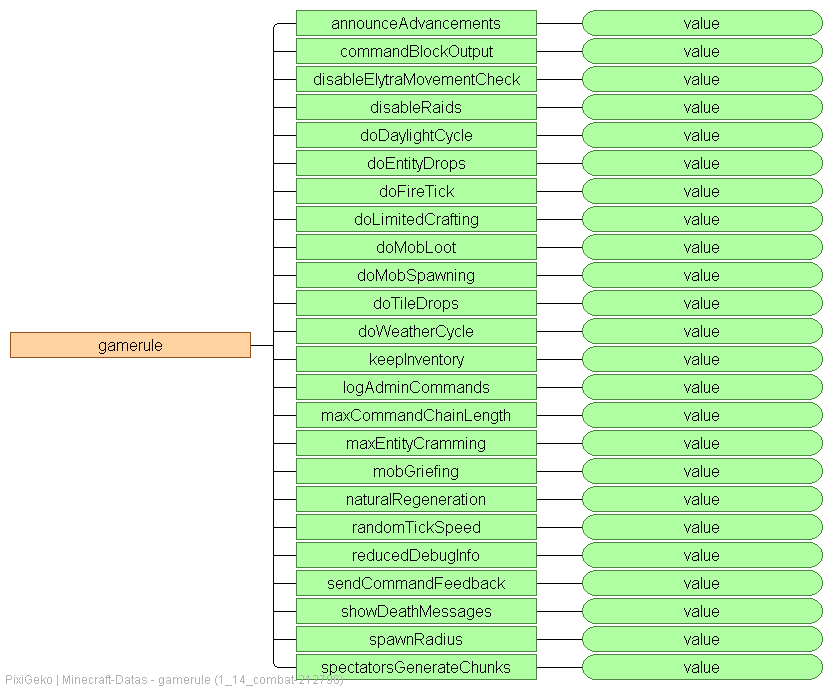 announceAdvancements value
commandBlockOutput value
disableElytraMovementCheck value
disableRaids value
doDaylightCycle value
doEntityDrops value
doFireTick value
doLimitedCrafting value
doMobLoot value
doMobSpawning value
doTileDrops value
doWeatherCycle value
gamerule
keepInventory value
logAdminCommands value
maxCommandChainLength value
maxEntityCramming value
mobGriefing value
naturalRegeneration value
randomTickSpeed value
reducedDebugInfo value
sendCommandFeedback value
showDeathMessages value
spawnRadius value
spectatorsGenerateChunks value
PixiGeko | Minecraft-Datas - gamerule (1_14_combat-212796)